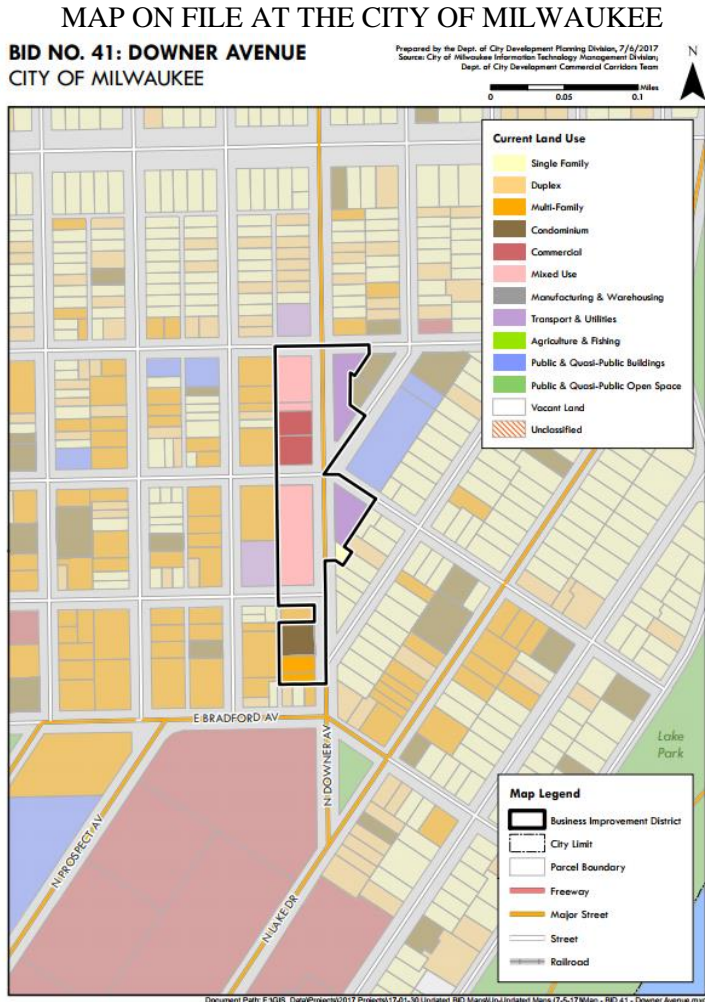 MAP ON FILE AT THE CITY OF MILWAUKEE
BID NO. 41: DOWNER AVENUE
CITY OF MILWAUKEE
Prepared by the Dept. of City Development Planning Division, 7/6/2017
Source: City of Milwaukee Information Technology Management Division;
Dept. of City Development Commercial Corridors Team
N
Miles
0 0.05 0.1
Current Land Use
Single Family
Duplex
Multi-Family
Condominium
Commercial
Mixed Use
Manufacturing & Warehousing
Transport & Utilities
Agriculture & Fishing
Public & Quasi-Public Buildings
Public & Quasi-Public Open Space
Vacant Land
Unclassified
E BRADFORD AV
N DOWNER AV
N PROSPECT AV
N LAKE DR
Lake
Park
Map Legend
Business Improvement District
City Limit
Parcel Boundary
Freeway
Major Street
Street
Railroad
Document Path: